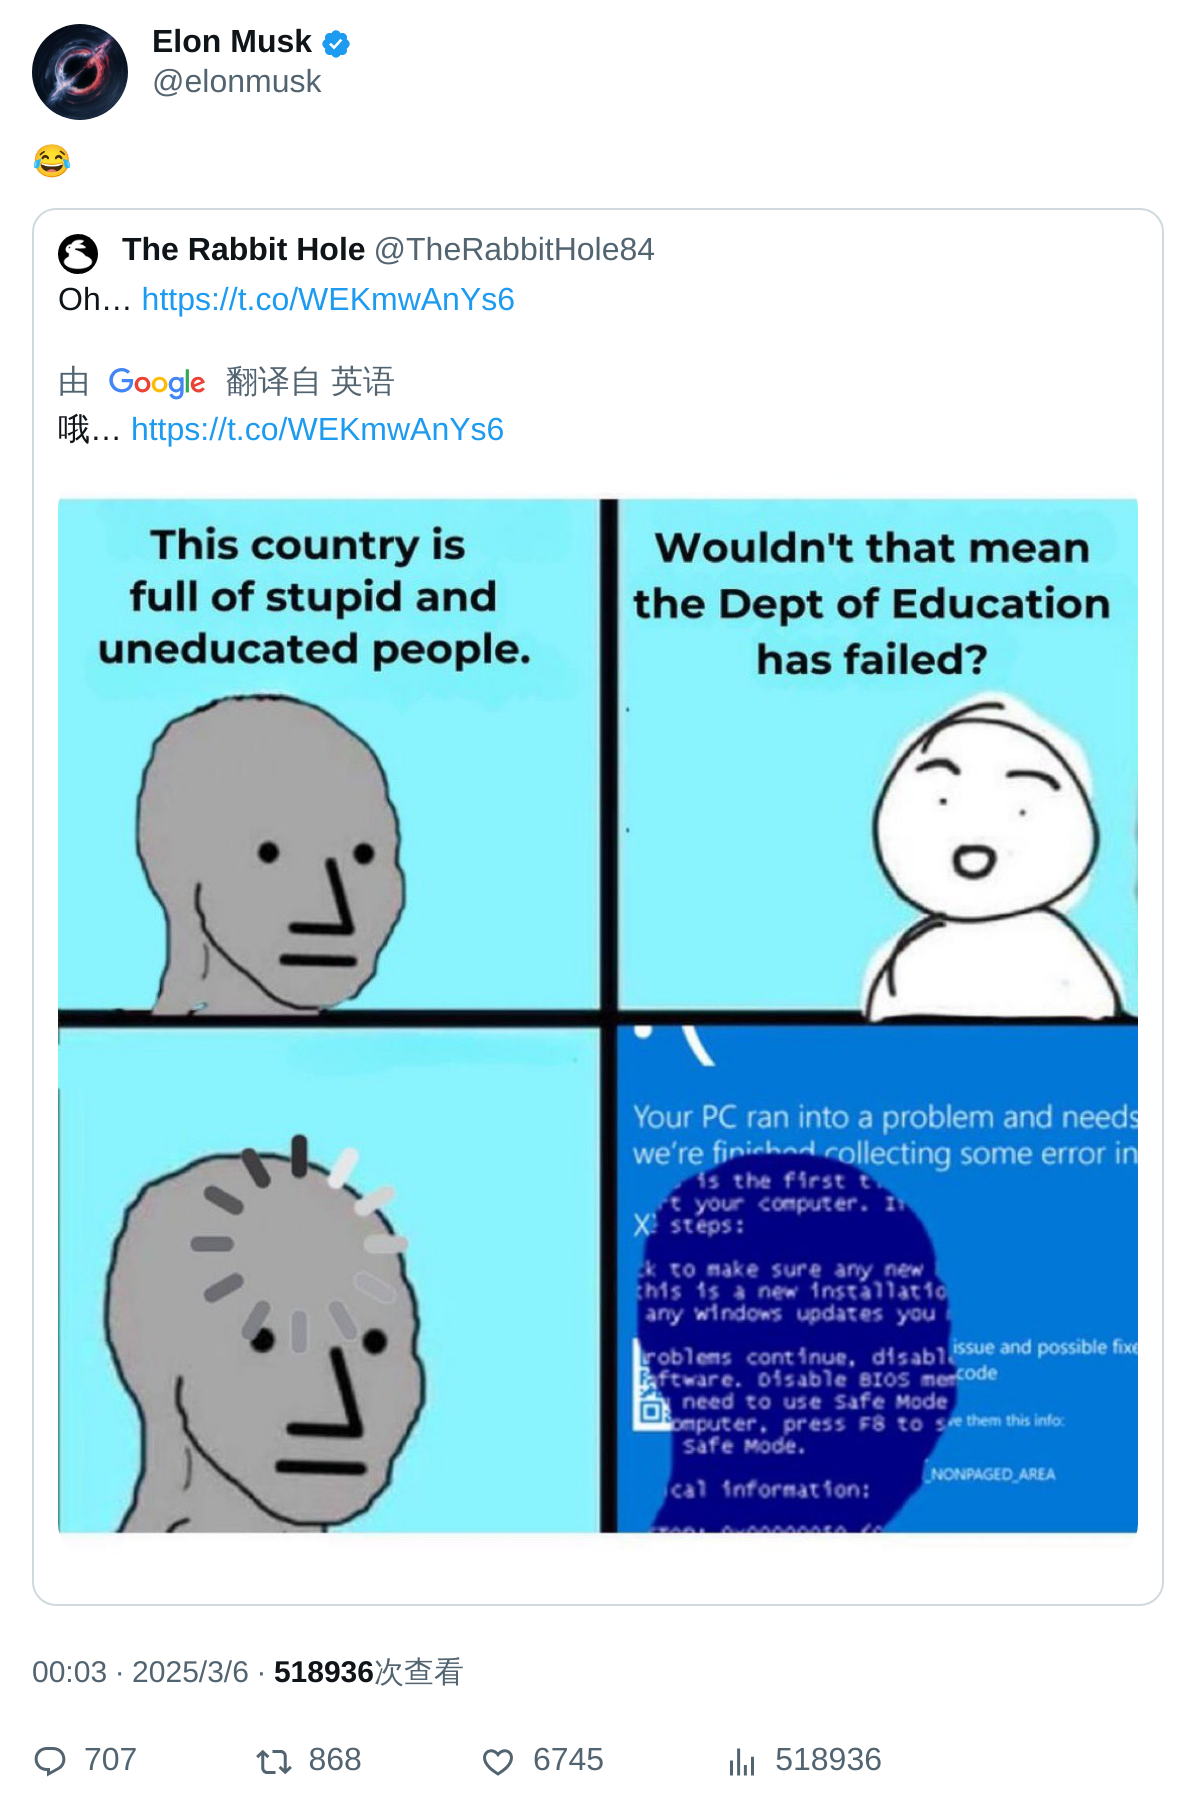 Elon Musk
@elonmusk
😂
The Rabbit Hole @TheRabbitHole84
Oh… https://t.co/WEKmwAnYs6
由 Google 翻译自 英语
哦… https://t.co/WEKmwAnYs6
This country is
full of stupid and
uneducated people.
Wouldn't that mean
the Dept of Education
has failed?
Your PC ran into a problem and needs
we're finished collecting some error in
is the first t
t your computer. I
X
steps:
k to make sure any new
this is a new installatio
any windows updates you
roblems continue, disabl
ftware. Disable BIOS mem
need to use Safe Mode
omputer, press F8 to s
Safe Mode.
cal information:
issue and possible fixe
code
ve them this info:
_NONPAGED_AREA
00:03 · 2025/3/6 · 518936次查看
707 868 6745 518936